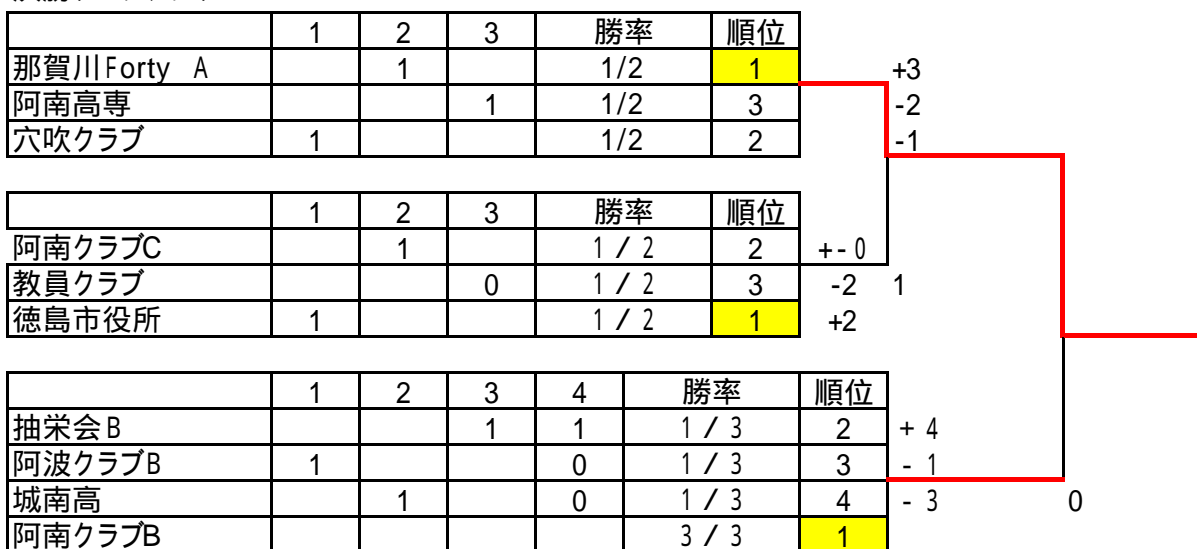 1 2 3 勝率 順位
那賀川Forty A 1 1/2 1 +3
阿南高専 1 1/2 3 -2
穴吹クラブ 1 1/2 2 -1
1 2 3 勝率 順位
阿南クラブC 1 1 / 2 2 +-0
教員クラブ 0 1 / 2 3 -2 1
徳島市役所 1 1 / 2 1 +2
1 2 3 4 勝率 順位
抽栄会B 1 1 1 / 3 2 + 4
阿波クラブB 1 0 1 / 3 3 - 1
城南高 1 0 1 / 3 4 - 3 0
阿南クラブB 3 / 3 1